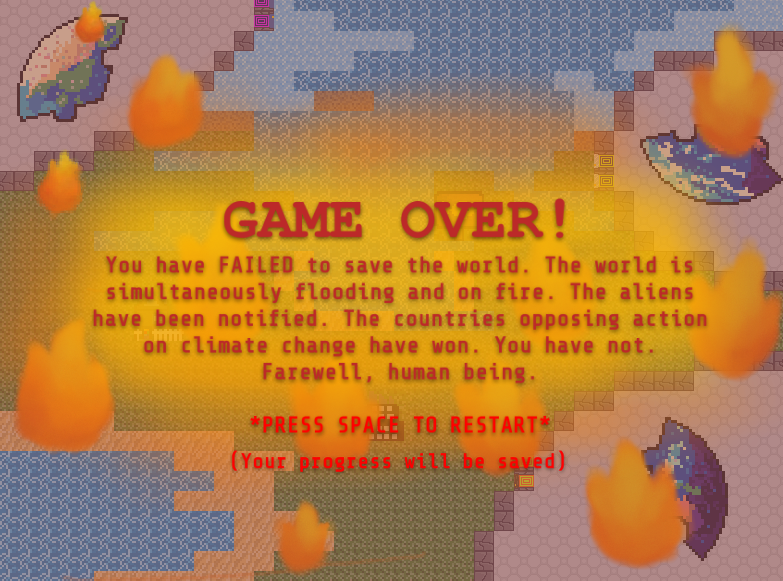 GAME OVER!
You have FAILED to save the world. The world is
simultaneously flooding and on fire. The aliens
have been notified. The countries opposing action
on climate change have won. You have not.
Farewell, human being.
*PRESS SPACE TO RESTART*
(Your progress will be saved)